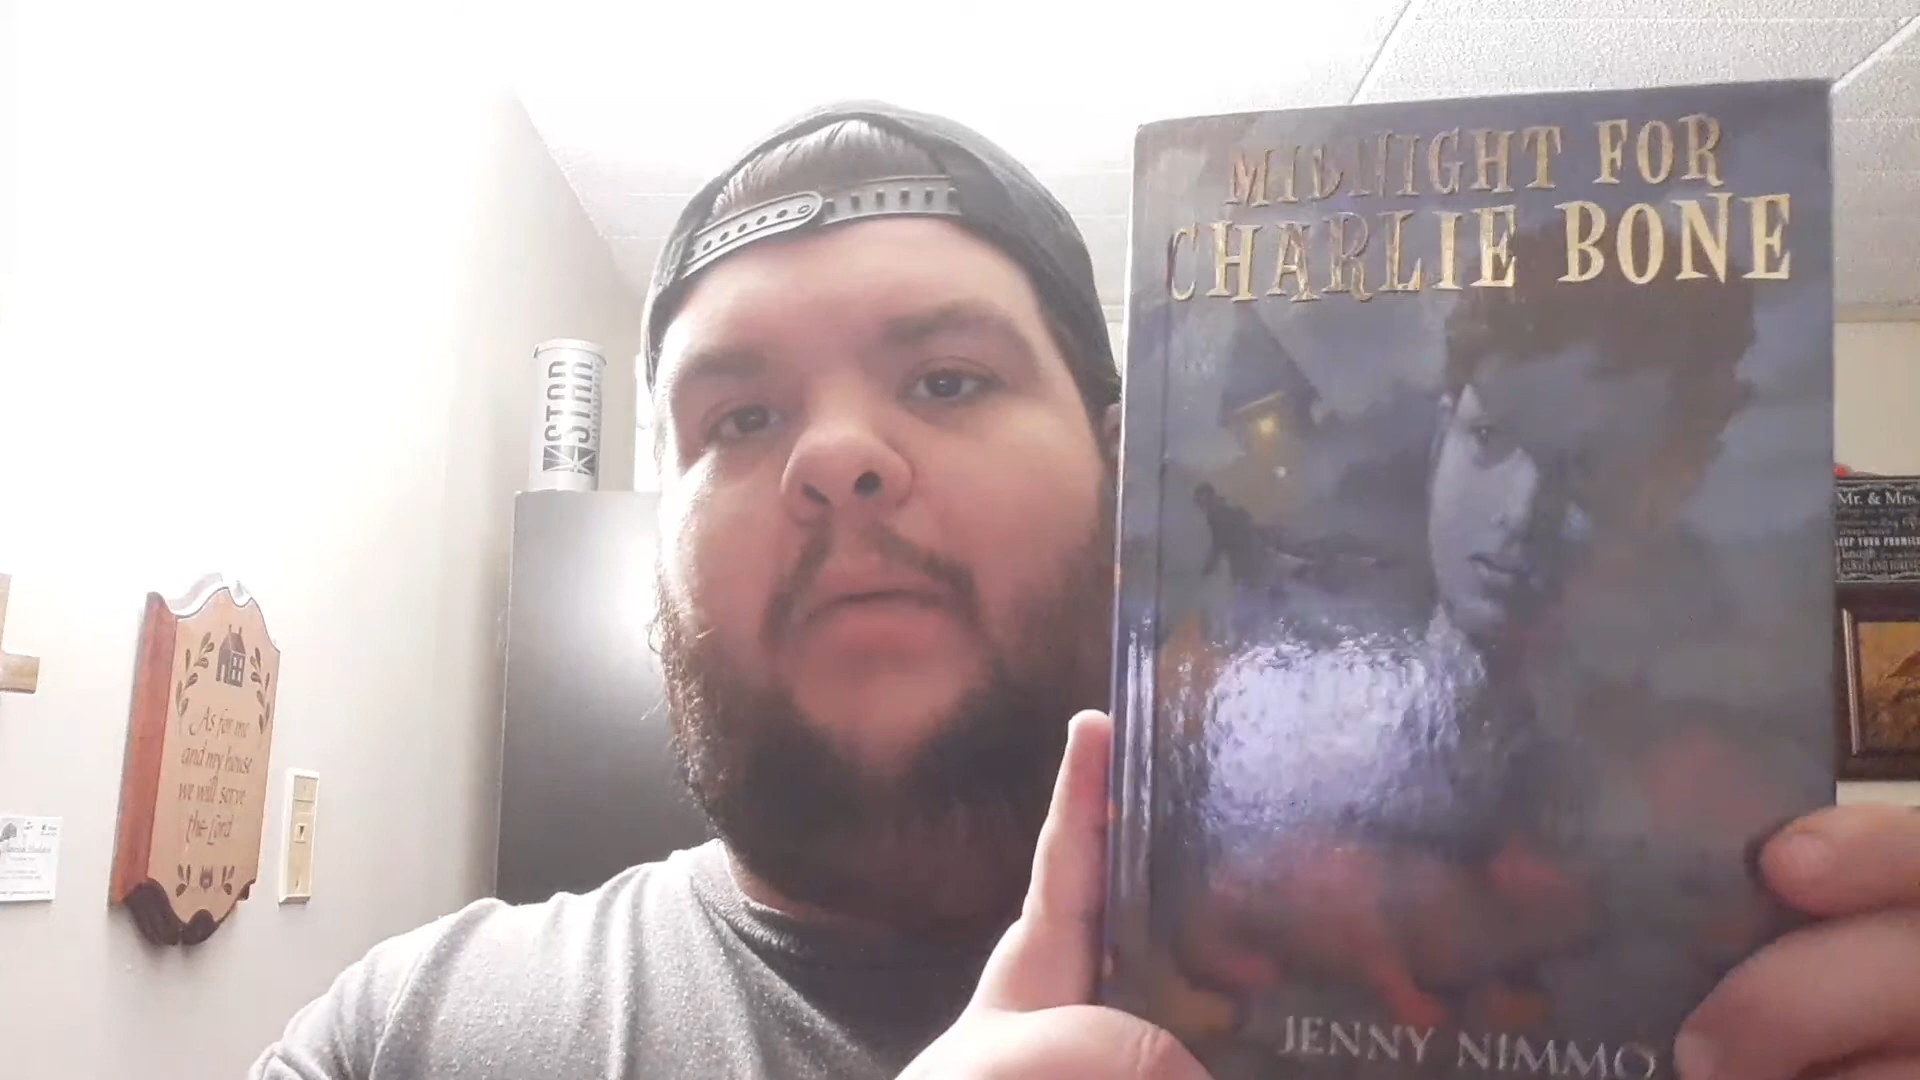 MIDNIGHT FOR
CHARLIE BONE
JENNY NIMMO
STAR
As for me
and my house
we will serve
the Lord
Mr. & Mrs.
KEEP YOUR PROMISES
ALWAYS AND FOREVER